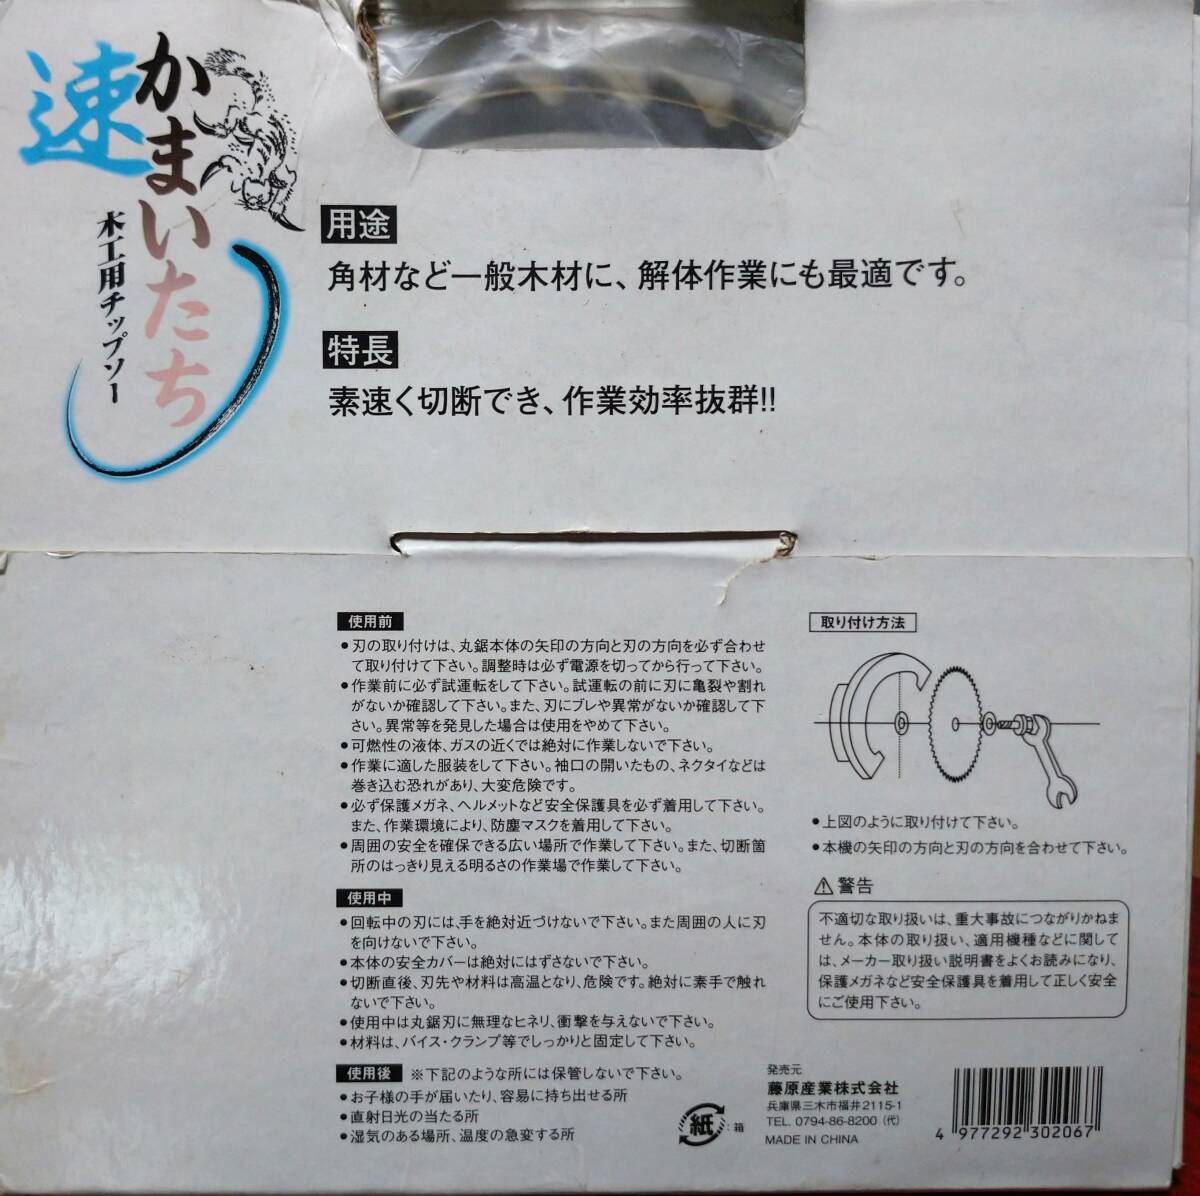 速
かまいたち
木工用チップソー
用途
角材など一般木材に、解体作業にも最適です。
特長
素速く切断でき、作業効率抜群!!
使用前
●刃の取り付けは、丸鋸本体の矢印の方向と刃の方向を必ず合わせ
て取り付けて下さい。調整時は必ず電源を切ってから行って下さい。
●作業前に必ず試運転をして下さい。試運転の前に刃に亀裂や割れ
がないか確認して下さい。また、刃にブレや異常がないか確認して下
さい。異常等を発見した場合は使用をやめて下さい。
●可燃性の液体、ガスの近くでは絶対に作業しないで下さい。
●作業に適した服装をして下さい。袖口の開いたもの、ネクタイなどは
巻き込む恐れがあり、大変危険です。
●必ず保護メガネ、ヘルメットなど安全保護具を必ず着用して下さい。
また、作業環境により、防塵マスクを着用して下さい。
●周囲の安全を確保できる広い場所で作業して下さい。また、切断箇
所のはっきり見える明るさの作業場で作業して下さい。
使用中
●回転中の刃には、手を絶対近づけないで下さい。また周囲の人に刃
を向けないで下さい。
●本体の安全カバーは絶対にはずさないで下さい。
●切断直後、刃先や材料は高温となり、危険です。絶対に素手で触れ
ないで下さい。
●使用中は丸鋸刃に無理なヒネリ、衝撃を与えないで下さい。
●材料は、バイス・クランプ等でしっかりと固定して下さい。
使用後 ※下記のような所には保管しないで下さい。
●お子様の手が届いたり、容易に持ち出せる所
●直射日光の当たる所
●湿気のある場所、温度の急変する所
取り付け方法
●上図のように取り付けて下さい。
●本機の矢印の方向と刃の方向を合わせて下さい。
⚠警告
不適切な取り扱いは、重大事故につながりかねま
せん。本体の取り扱い、適用機種などに関して
は、メーカー取り扱い説明書をよくお読みになり、
保護メガネなど安全保護具を着用して正しく安全
にご使用下さい。
紙:箱
発売元
藤原産業株式会社
兵庫県三木市福井2115-1
TEL. 0794-86-8200 (代)
MADE IN CHINA
4 977292 302067